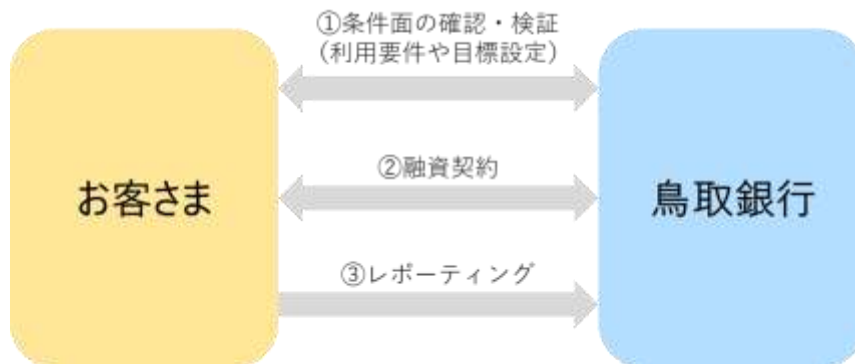 ①条件面の確認・検証
(利用要件や目標設定)
お客さま
②融資契約
鳥取銀行
③レポーティング